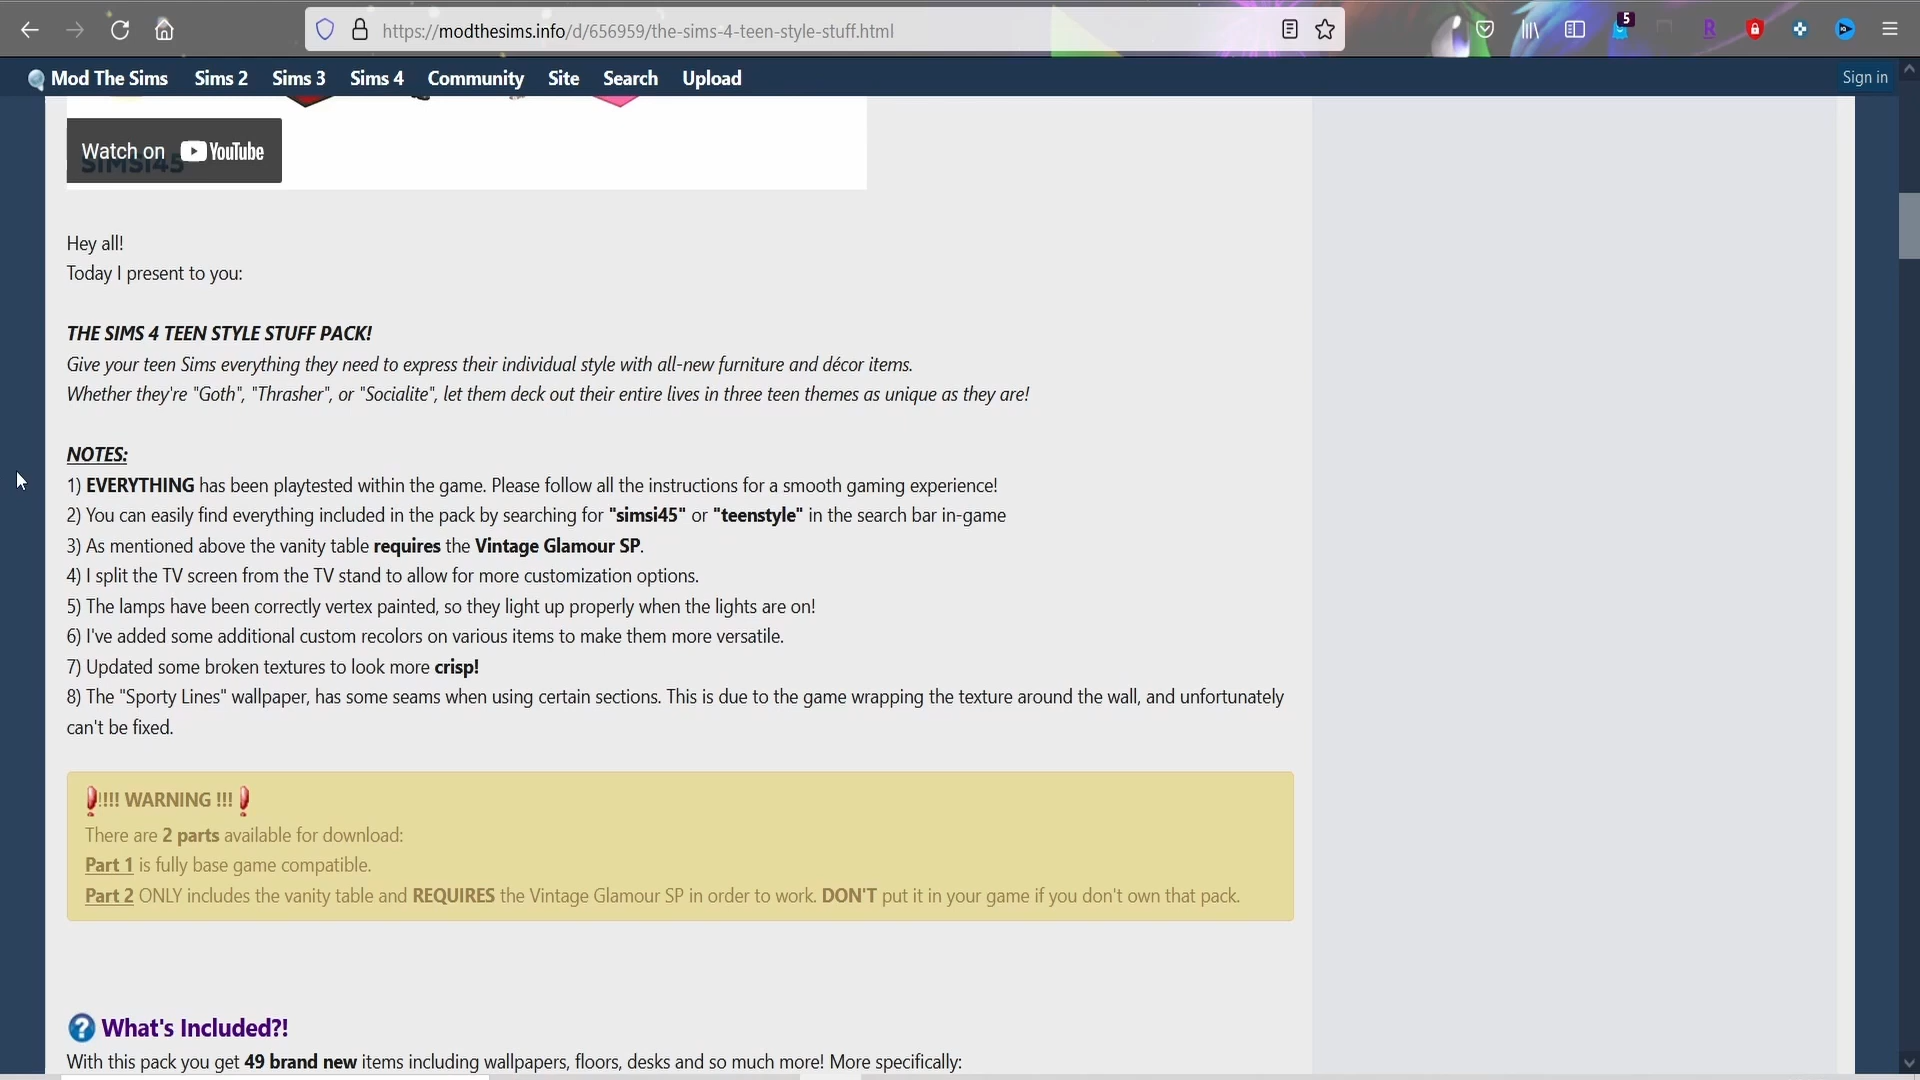 https://modthesims.info/d/656959/the-sims-4-teen-style-stuff.html
5
R
Mod The Sims Sims 2 Sims 3 Sims 4 Community Site Search Upload Sign in
Watch on YouTube
SIMSI45
Hey all!
Today I present to you:
THE SIMS 4 TEEN STYLE STUFF PACK!
Give your teen Sims everything they need to express their individual style with all-new furniture and décor items.
Whether they're "Goth", "Thrasher", or "Socialite", let them deck out their entire lives in three teen themes as unique as they are!
NOTES:
1) EVERYTHING has been playtested within the game. Please follow all the instructions for a smooth gaming experience!
2) You can easily find everything included in the pack by searching for "simsi45" or "teenstyle" in the search bar in-game
3) As mentioned above the vanity table requires the Vintage Glamour SP.
4) I split the TV screen from the TV stand to allow for more customization options.
5) The lamps have been correctly vertex painted, so they light up properly when the lights are on!
6) I've added some additional custom recolors on various items to make them more versatile.
7) Updated some broken textures to look more crisp!
8) The "Sporty Lines" wallpaper, has some seams when using certain sections. This is due to the game wrapping the texture around the wall, and unfortunately
can't be fixed.
!!!! WARNING !!!
There are 2 parts available for download:
Part 1 is fully base game compatible.
Part 2 ONLY includes the vanity table and REQUIRES the Vintage Glamour SP in order to work. DON'T put it in your game if you don't own that pack.
What's Included?!
With this pack you get 49 brand new items including wallpapers, floors, desks and so much more! More specifically: